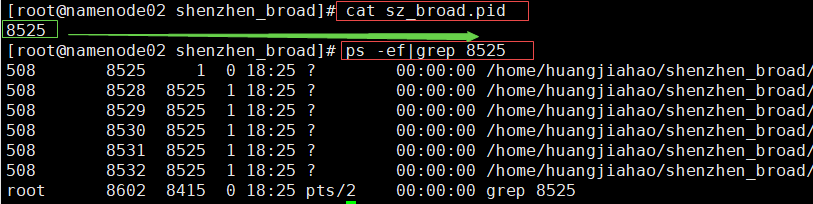 [root@namenode02 shenzhen_broad]# cat sz_broad.pid
8525
[root@namenode02 shenzhen_broad]# ps -ef|grep 8525
508 8525 1 0 18:25 ? 00:00:00 /home/huangjiahao/shenzhen_broad/
508 8528 8525 1 18:25 ? 00:00:00 /home/huangjiahao/shenzhen_broad/
508 8529 8525 1 18:25 ? 00:00:00 /home/huangjiahao/shenzhen_broad/
508 8530 8525 1 18:25 ? 00:00:00 /home/huangjiahao/shenzhen_broad/
508 8531 8525 1 18:25 ? 00:00:00 /home/huangjiahao/shenzhen_broad/
508 8532 8525 1 18:25 ? 00:00:00 /home/huangjiahao/shenzhen_broad/
root 8602 8415 0 18:25 pts/2 00:00:00 grep 8525